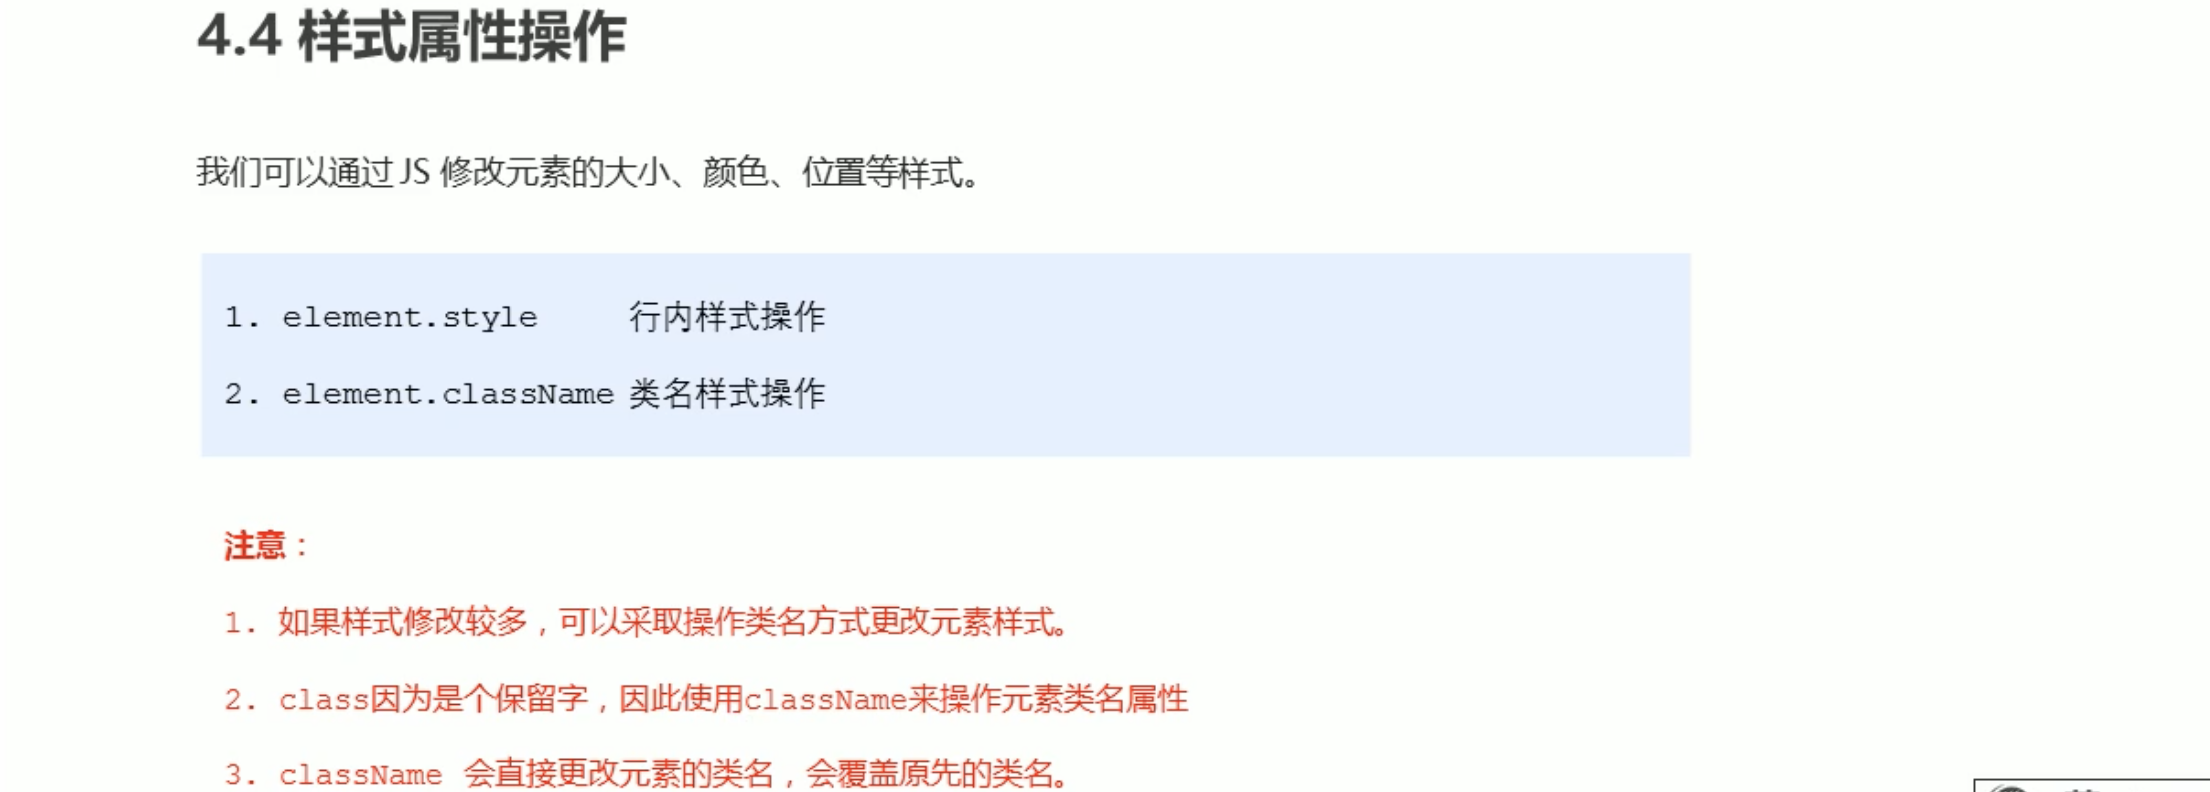 4.4 样式属性操作
我们可以通过 JS 修改元素的大小、颜色、位置等样式。
1. element.style 行内样式操作
2. element.className 类名样式操作
注意：
1. 如果样式修改较多，可以采取操作类名方式更改元素样式。
2. class因为是个保留字，因此使用className来操作元素类名属性
3. className 会直接更改元素的类名，会覆盖原先的类名。